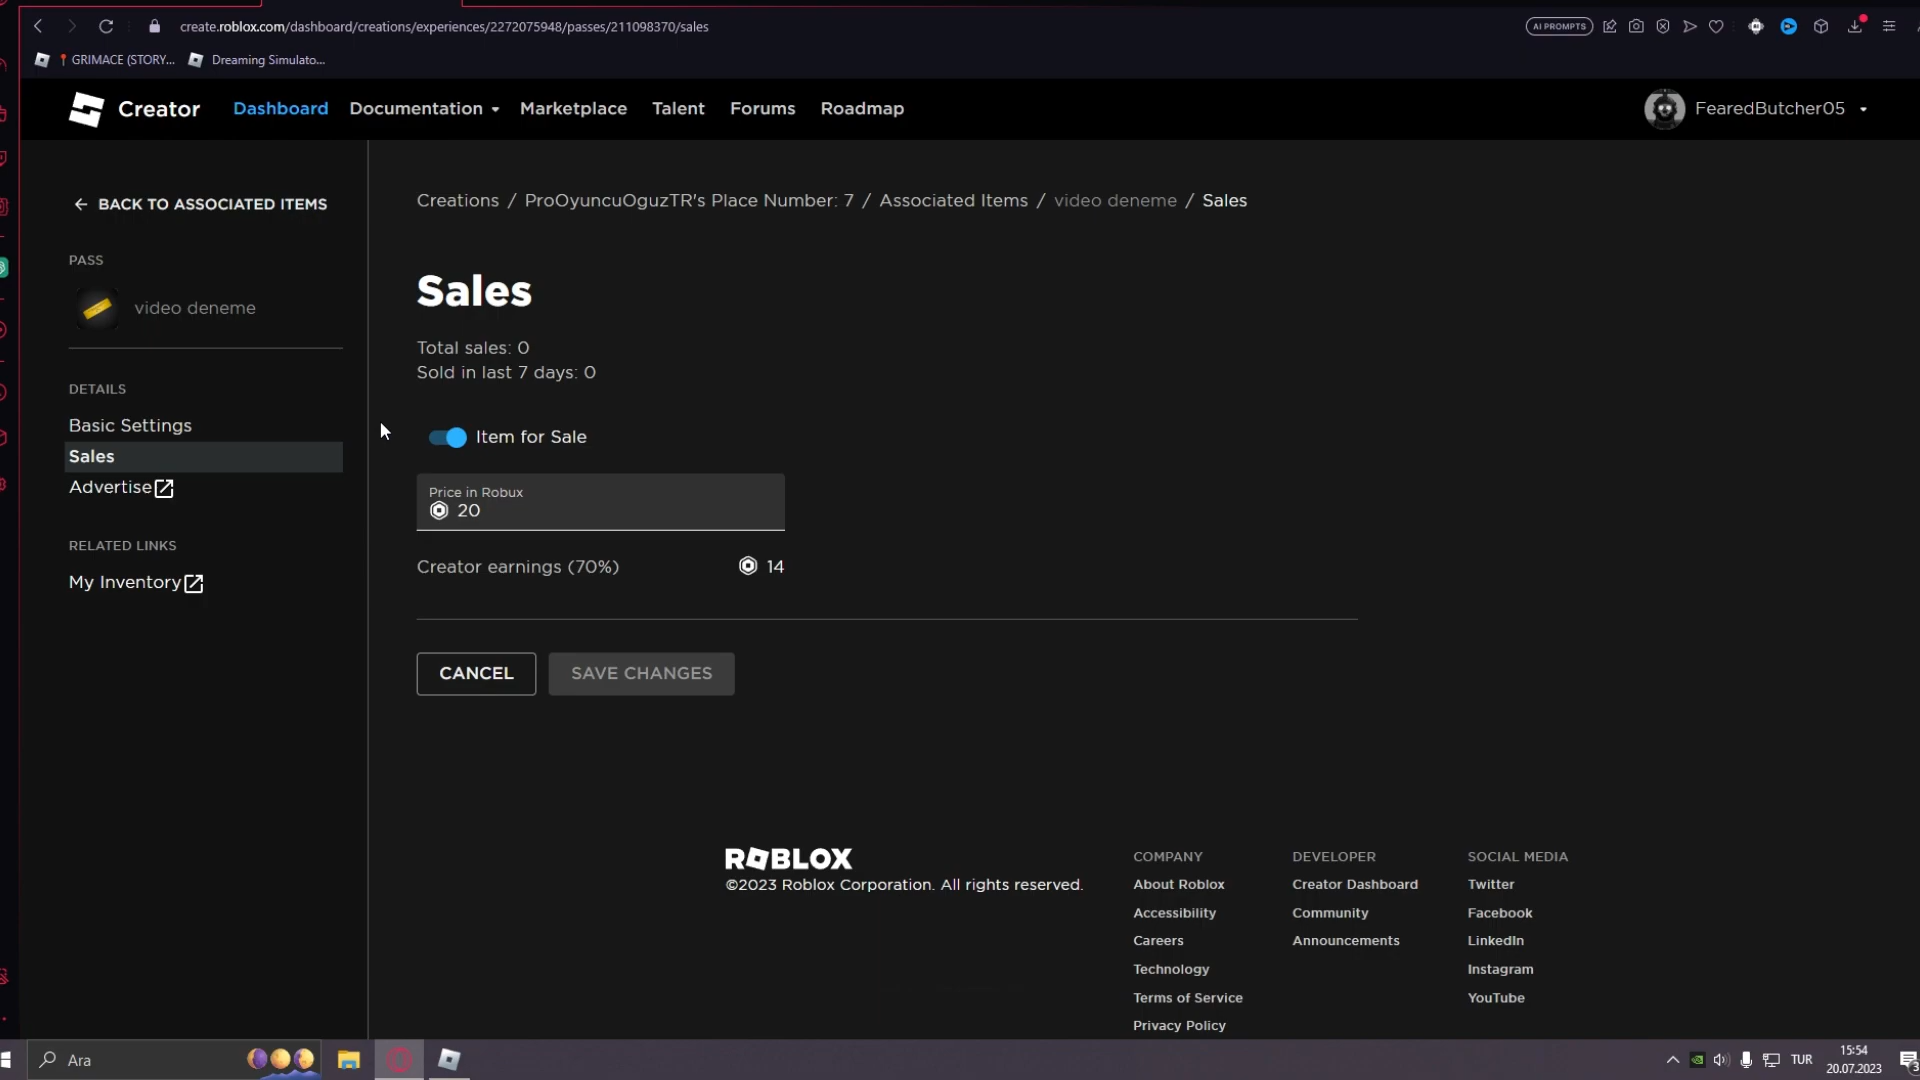 create.roblox.com/dashboard/creations/experiences/2272075948/passes/211098370/sales
AI PROMPTS
GRIMACE (STORY...
Dreaming Simulato...
Creator
Dashboard
Documentation
Marketplace
Talent
Forums
Roadmap
FearedButcher05
BACK TO ASSOCIATED ITEMS
PASS
video deneme
DETAILS
Basic Settings
Sales
Advertise
RELATED LINKS
My Inventory
Creations / ProOyuncuOguzTR's Place Number: 7 / Associated Items / video deneme / Sales
Sales
Total sales: 0
Sold in last 7 days: 0
Item for Sale
Price in Robux
20
Creator earnings (70%) 14
CANCEL
SAVE CHANGES
ROBLOX
©2023 Roblox Corporation. All rights reserved.
COMPANY
About Roblox
Accessibility
Careers
Technology
Terms of Service
Privacy Policy
DEVELOPER
Creator Dashboard
Community
Announcements
SOCIAL MEDIA
Twitter
Facebook
LinkedIn
Instagram
YouTube
Ara
TUR
15:54
20.07.2023
3